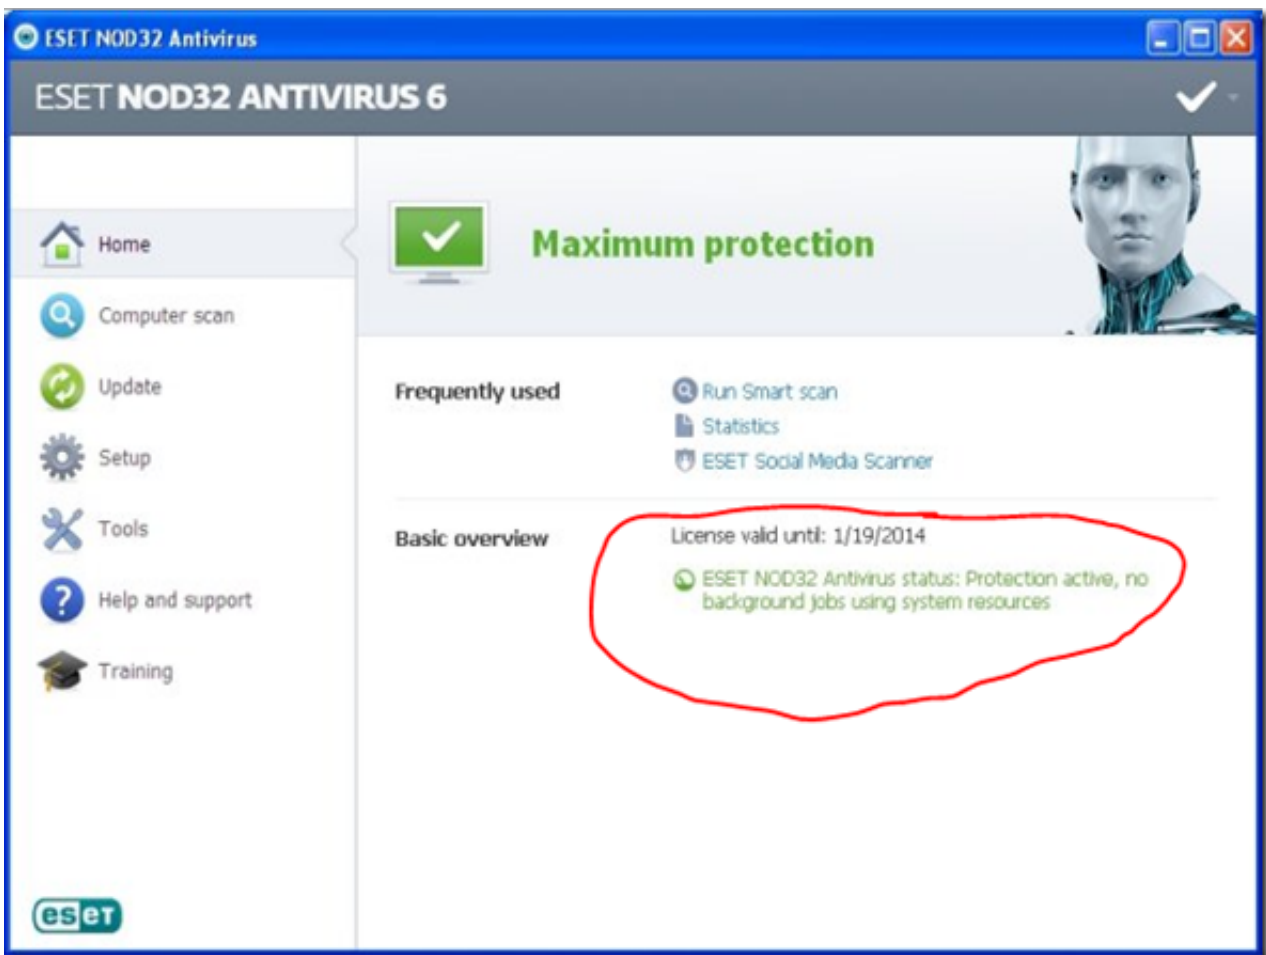 ESET NOD32 Antivirus
ESET NOD32 ANTIVIRUS 6
Home
Computer scan
Update
Setup
Tools
Help and support
Training
Maximum protection
Frequently used
Run Smart scan
Statistics
ESET Social Media Scanner
Basic overview
License valid until: 1/19/2014
ESET NOD32 Antivirus status: Protection active, no
background jobs using system resources
eseT